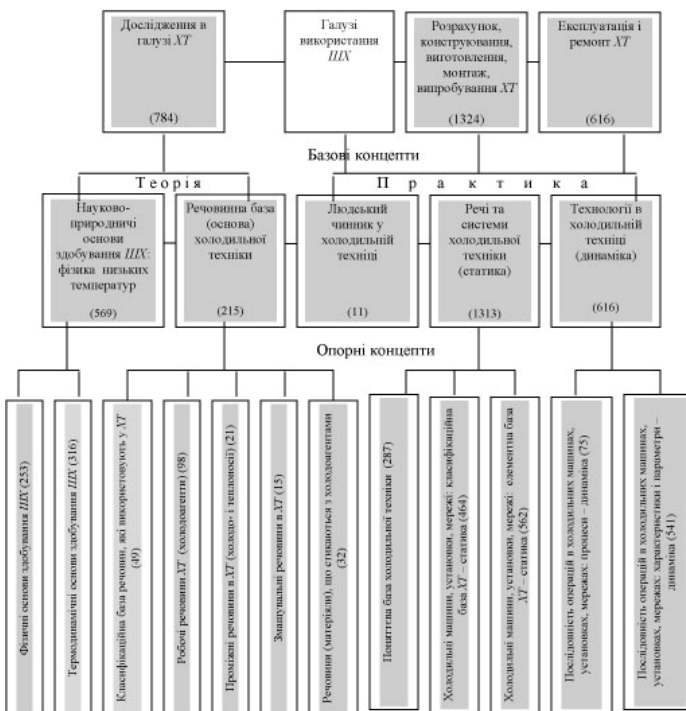 Дослідження в
галузі ХТ
(784)
Галузі
використання
ШХ
Розрахунок,
конструювання,
виготовлення,
монтаж,
випробування ХТ
(1324)
Експлуатація і
ремонт ХТ
(616)
Базові концепти
Теорія
Практика
Науково-
природничі
основи
здобування ШХ:
фізика низьких
температур
(569)
Речовинна база
(основа)
холодильної
техніки
(215)
Людський
чинник у
холодильній
техніці
(11)
Речі та
системи
холодильної
техніки
(статика)
(1313)
Технології в
холодильній
техніці
(динаміка)
(616)
Опорні концепти
Фізичні основи здобування ШХ (253)
Термодинамічні основи здобування ШХ (316)
Класифікаційна база речовин, які використовують у ХТ
(49)
Робочі речовини ХТ (холодоагенти) (98)
Проміжні речовини в ХТ (холодо- і теплоносії) (21)
Змащувальні речовини в ХТ (15)
Речовини (матеріали), що стикаються з холодоагентами
(32)
Поняттєва база холодильної техніки (287)
Холодильні машини, установки, мережі: класифікаційна
база ХТ – статика (464)
Холодильні машини, установки, мережі: елементна база
ХТ – статика (562)
Послідовність операцій в холодильних машинах,
установках, мережах: процеси – динаміка (75)
Послідовність операцій в холодильних машинах,
установках, мережах: характеристики і параметри –
динаміка (541)